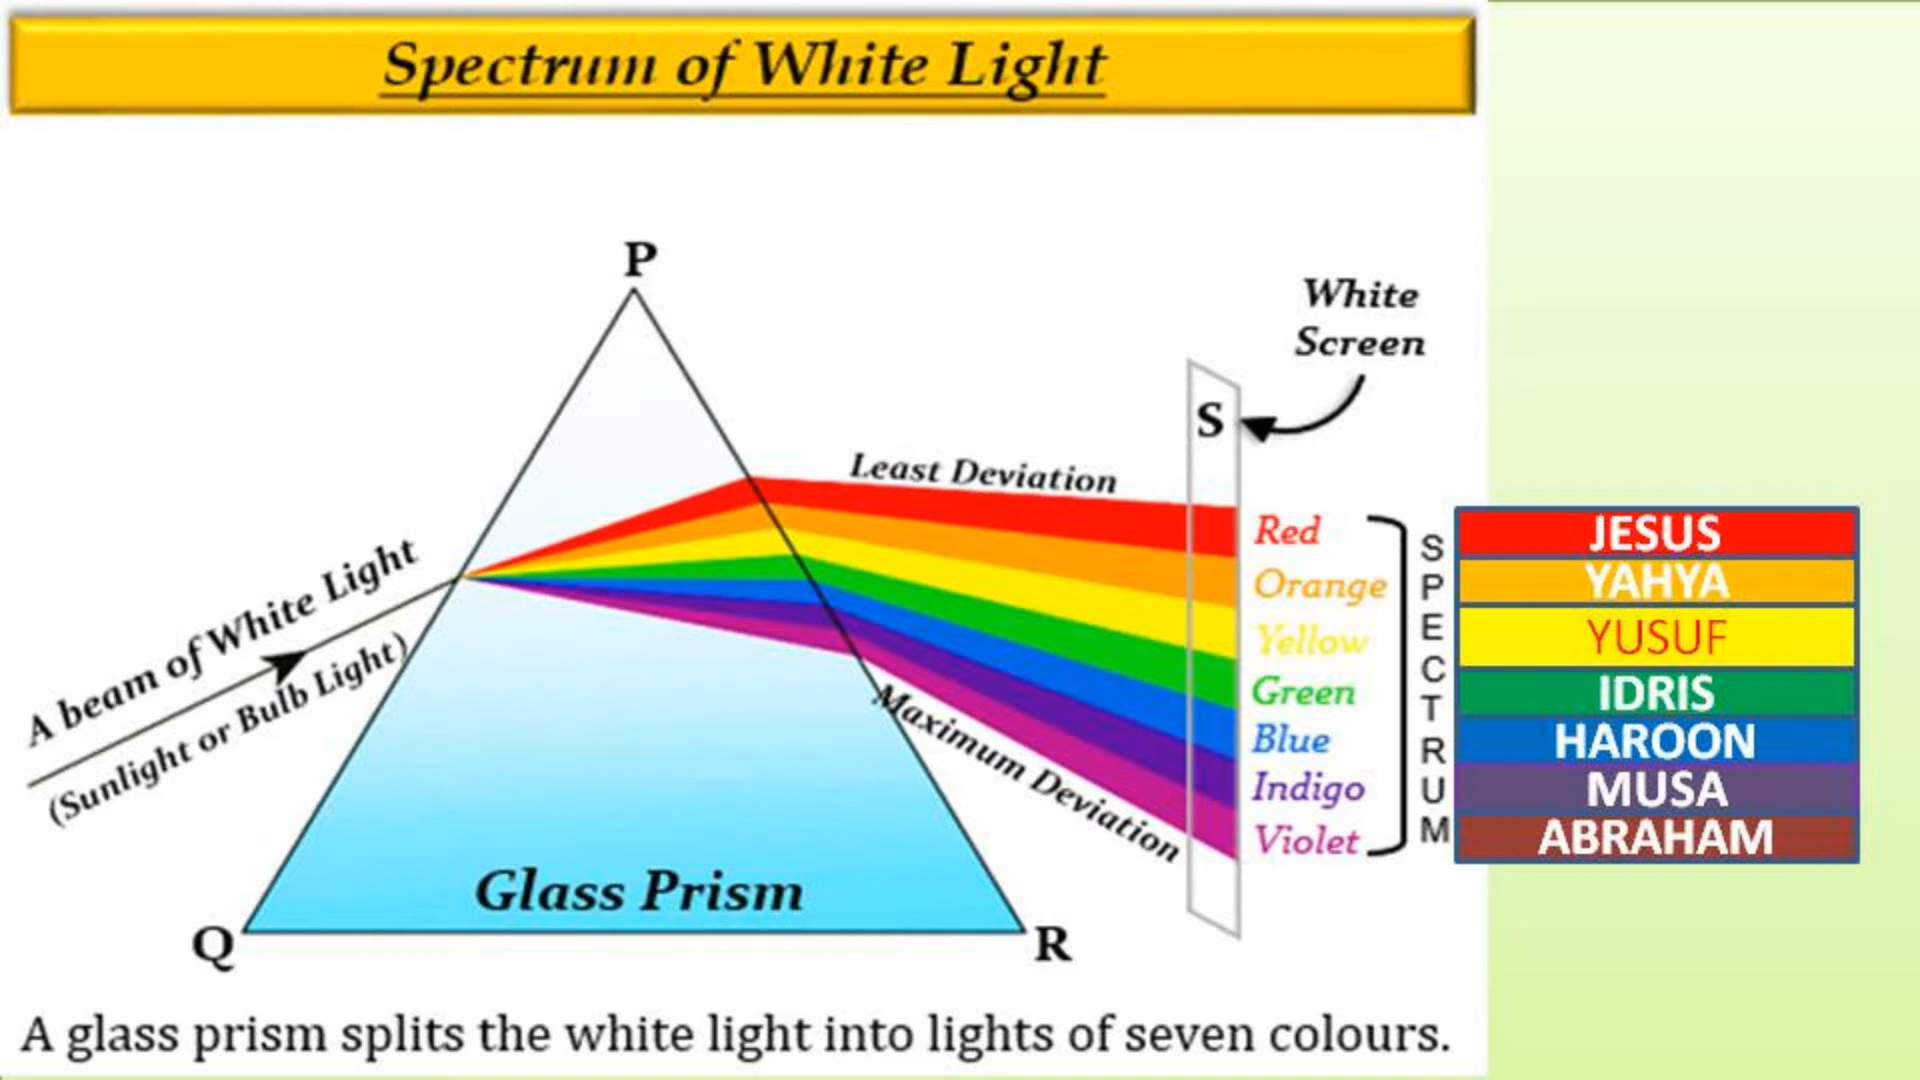 Spectrum of White Light
P
White
Screen
S
Least Deviation
A beam of White Light
(Sunlight or Bulb Light)
Maximum Deviation
Red
Orange
Yellow
Green
Blue
Indigo
Violet
SPECTRUM
JESUS
YAHYA
YUSUF
IDRIS
HAROON
MUSA
ABRAHAM
Glass Prism
Q
R
A glass prism splits the white light into lights of seven colours.